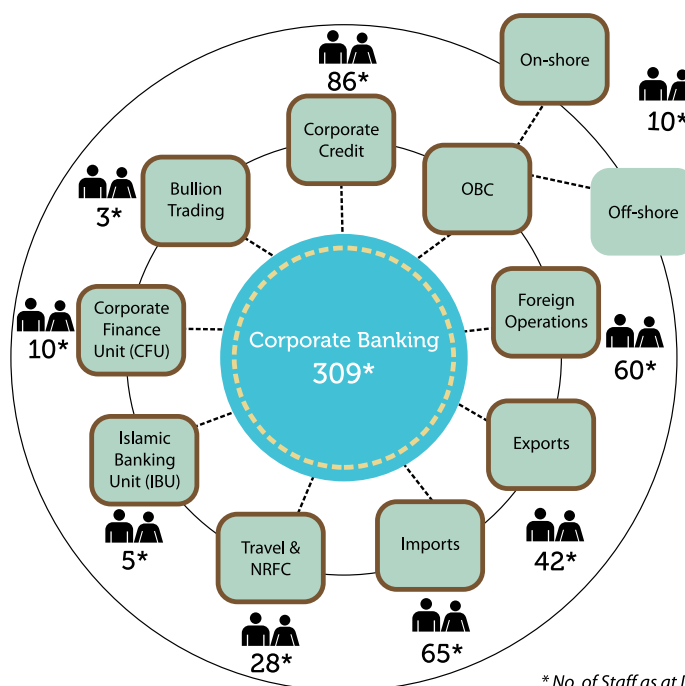 86*
Corporate
Credit
On-shore
10*
OBC
Off-shore
Bullion
Trading
3*
Corporate
Finance
Unit (CFU)
10*
Corporate Banking
309*
Foreign
Operations
60*
Islamic
Banking
Unit (IBU)
5*
Exports
42*
Travel &
NRFC
28*
Imports
65*
* No. of Staff as at